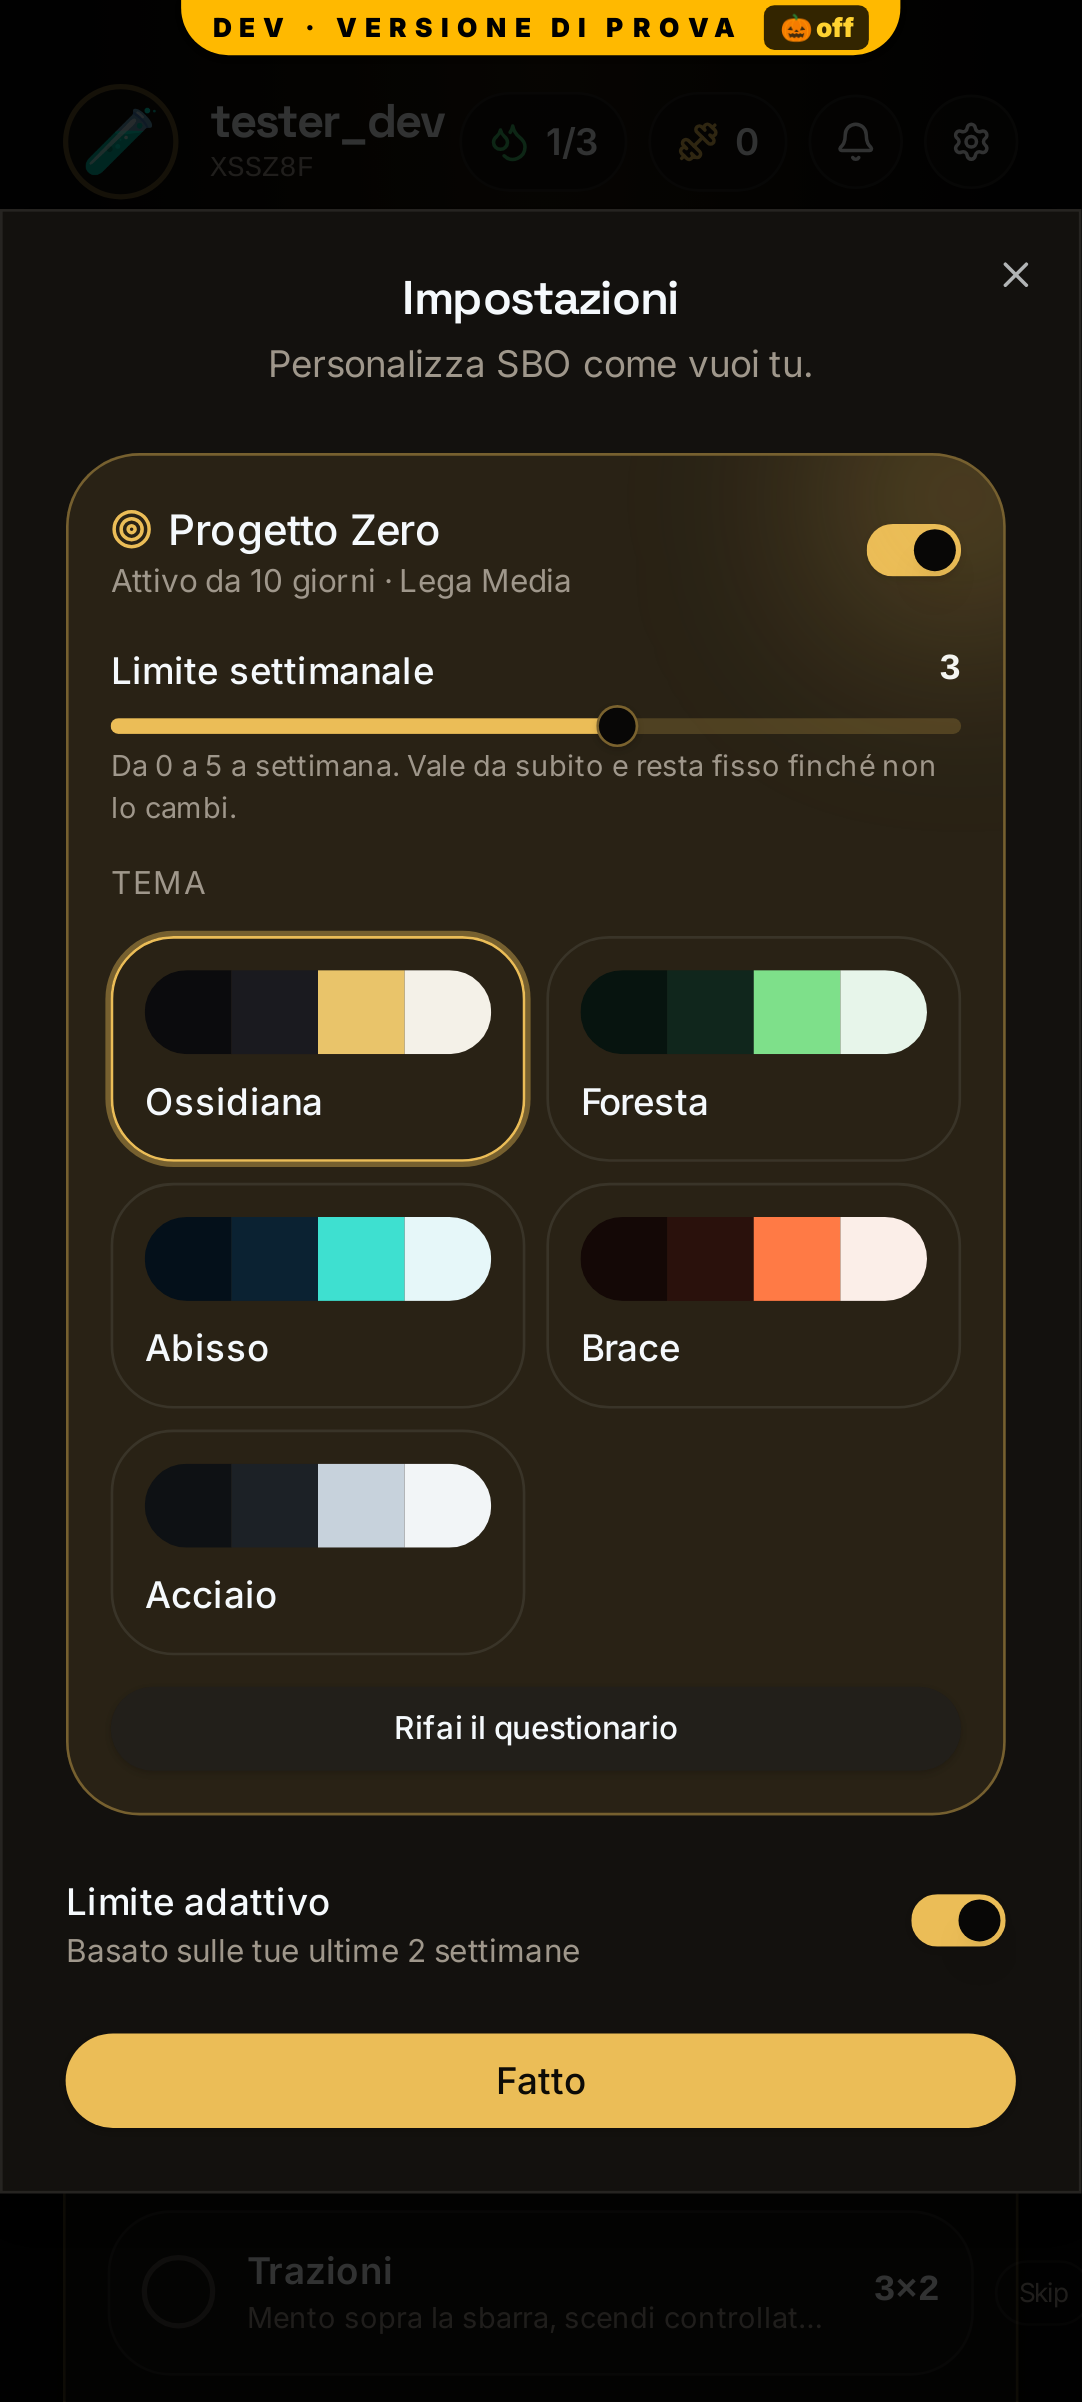 DEV · VERSIONE DI PROVA 🎃 off
tester_dev 1/3 0
XSSZ8F
Impostazioni
Personalizza SBO come vuoi tu.
Progetto Zero
Attivo da 10 giorni · Lega Media
Limite settimanale 3
Da 0 a 5 a settimana. Vale da subito e resta fisso finché non
lo cambi.
TEMA
Ossidiana Foresta
Abisso Brace
Acciaio
Rifai il questionario
Limite adattivo
Basato sulle tue ultime 2 settimane
Fatto
Trazioni 3×2 Skip
Mento sopra la sbarra, scendi controllat...